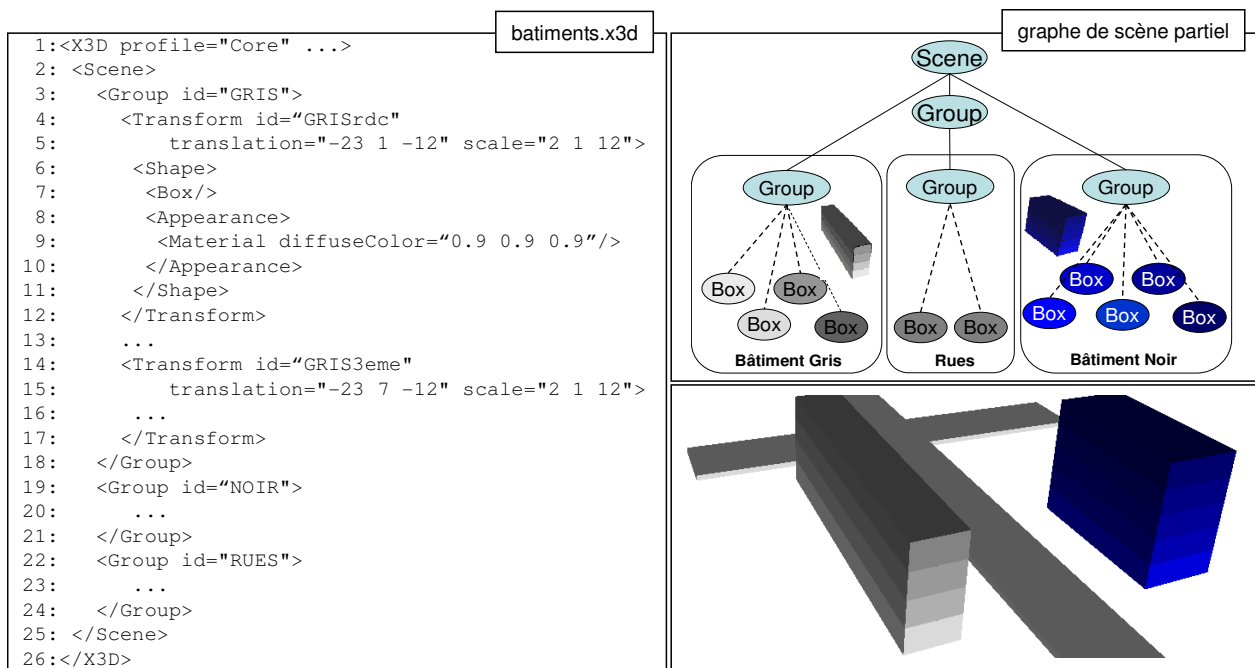 batiments.x3d
1:<X3D profile="Core" ...>
2: <Scene>
3: <Group id="GRIS">
4: <Transform id=“GRISrdc"
5: translation="-23 1 -12" scale="2 1 12">
6: <Shape>
7: <Box/>
8: <Appearance>
9: <Material diffuseColor=“0.9 0.9 0.9”/>
10: </Appearance>
11: </Shape>
12: </Transform>
13: ...
14: <Transform id=“GRIS3eme"
15: translation="-23 7 -12" scale="2 1 12">
16: ...
17: </Transform>
18: </Group>
19: <Group id=“NOIR">
20: ...
21: </Group>
22: <Group id="RUES">
23: ...
24: </Group>
25: </Scene>
26:</X3D>
graphe de scène partiel
Scene
Group
Group
Group
Group
Box
Box
Box
Box
Box
Box
Box
Box
Box
Box
Box
Bâtiment Gris
Rues
Bâtiment Noir